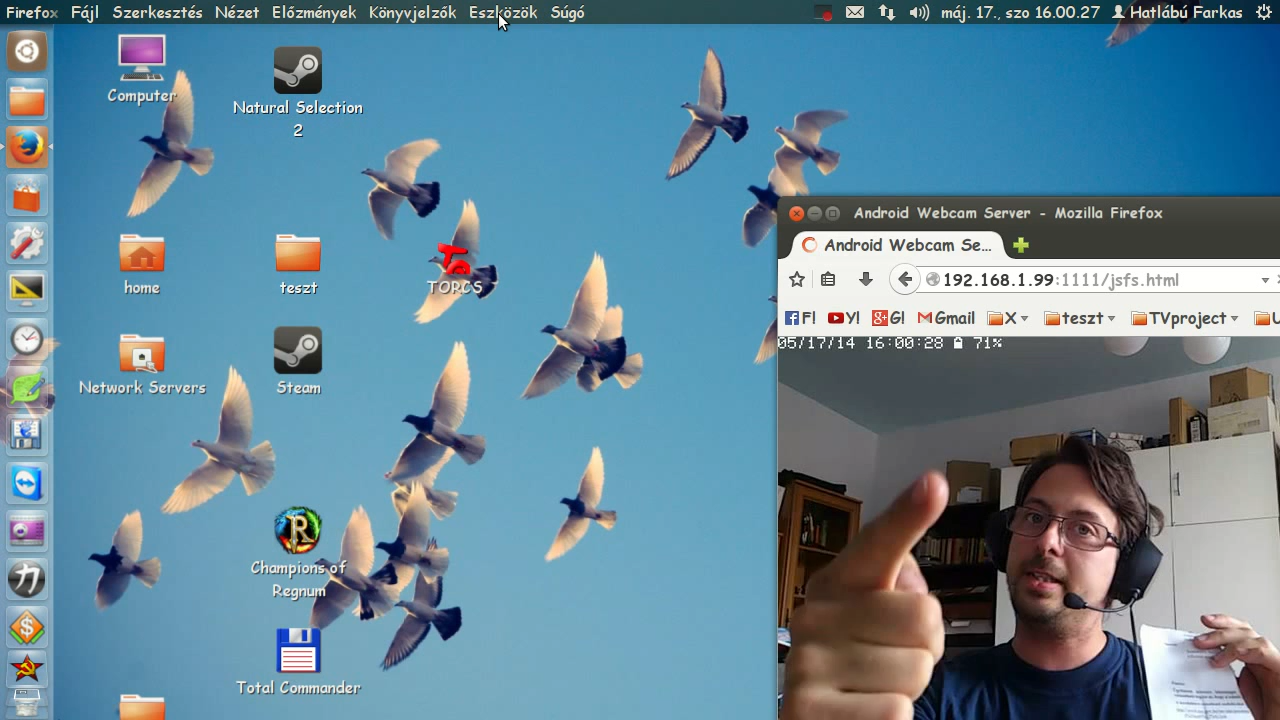 Firefox Fájl Szerkesztés Nézet Előzmények Könyvjelzők Eszközök Súgó máj. 17., szo 16.00.27 Hatlábú Farkas
Computer
Natural Selection
2
home
teszt
TORCS
Network Servers
Steam
Champions of
Regnum
Total Commander
Android Webcam Server - Mozilla Firefox
Android Webcam Se...
192.168.1.99:1111/jsfs.html
F! Y! G! Gmail X teszt TVproject
05/17/14 16:00:28 71%